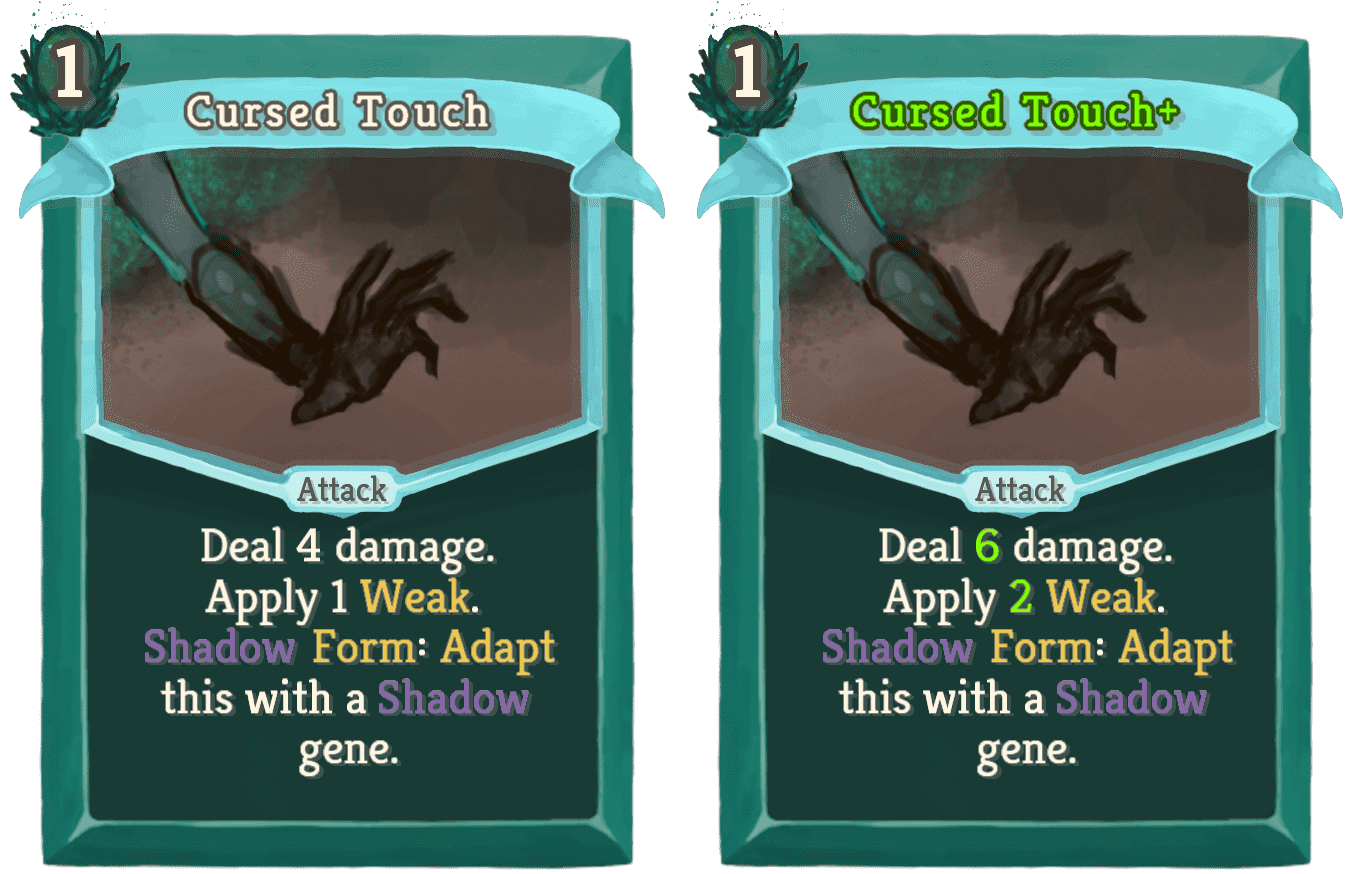 1
Cursed Touch
Attack
Deal 4 damage.
Apply 1 Weak.
Shadow Form: Adapt
this with a Shadow
gene.
1
Cursed Touch+
Attack
Deal 6 damage.
Apply 2 Weak.
Shadow Form: Adapt
this with a Shadow
gene.